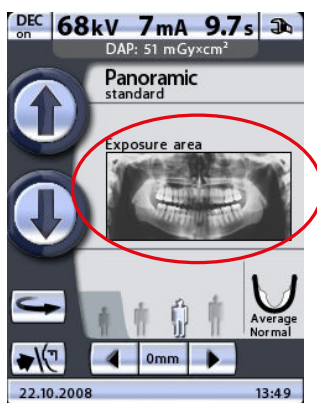 DEC on 68kV 7mA 9.7s
DAP: 51 mGy×cm²
Panoramic
standard
Exposure area
Average
Normal
0mm
22.10.2008 13:49